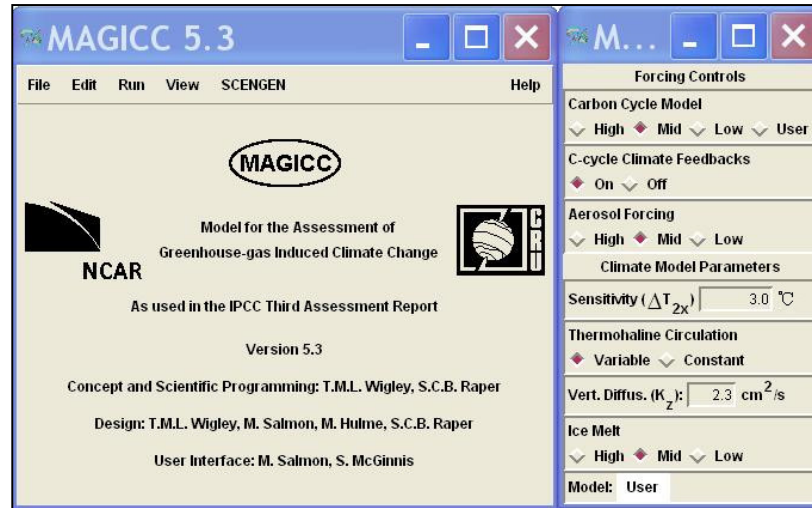 MAGICC 5.3
File Edit Run View SCENGEN Help
MAGICC
NCAR
CRU
Model for the Assessment of
Greenhouse-gas Induced Climate Change
As used in the IPCC Third Assessment Report
Version 5.3
Concept and Scientific Programming: T.M.L. Wigley, S.C.B. Raper
Design: T.M.L. Wigley, M. Salmon, M. Hulme, S.C.B. Raper
User Interface: M. Salmon, S. McGinnis
M...
Forcing Controls
Carbon Cycle Model
High Mid Low User
C-cycle Climate Feedbacks
On Off
Aerosol Forcing
High Mid Low
Climate Model Parameters
Sensitivity (△T2x) 3.0 °C
Thermohaline Circulation
Variable Constant
Vert. Diffus. (Kz): 2.3 cm²/s
Ice Melt
High Mid Low
Model: User